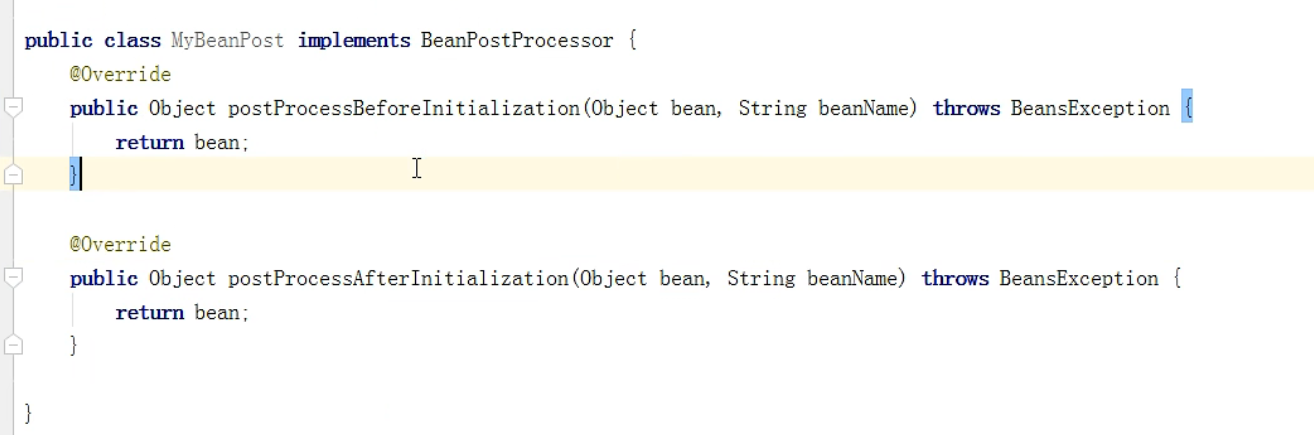 public class MyBeanPost implements BeanPostProcessor {
@Override
public Object postProcessBeforeInitialization(Object bean, String beanName) throws BeansException {
return bean;
}
@Override
public Object postProcessAfterInitialization(Object bean, String beanName) throws BeansException {
return bean;
}
}